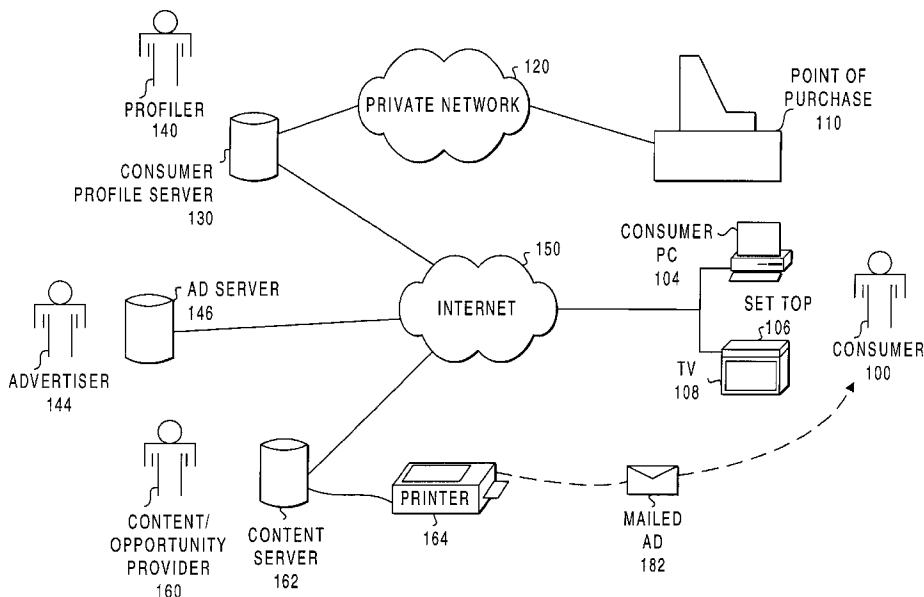 PROFILER
140
120
PRIVATE NETWORK
POINT OF
PURCHASE
110
CONSUMER
PROFILE SERVER
130
150
INTERNET
CONSUMER
PC
104
SET TOP
106
TV
108
CONSUMER
100
AD SERVER
146
ADVERTISER
144
CONTENT/
OPPORTUNITY
PROVIDER
160
CONTENT
SERVER
162
PRINTER
164
MAILED
AD
182